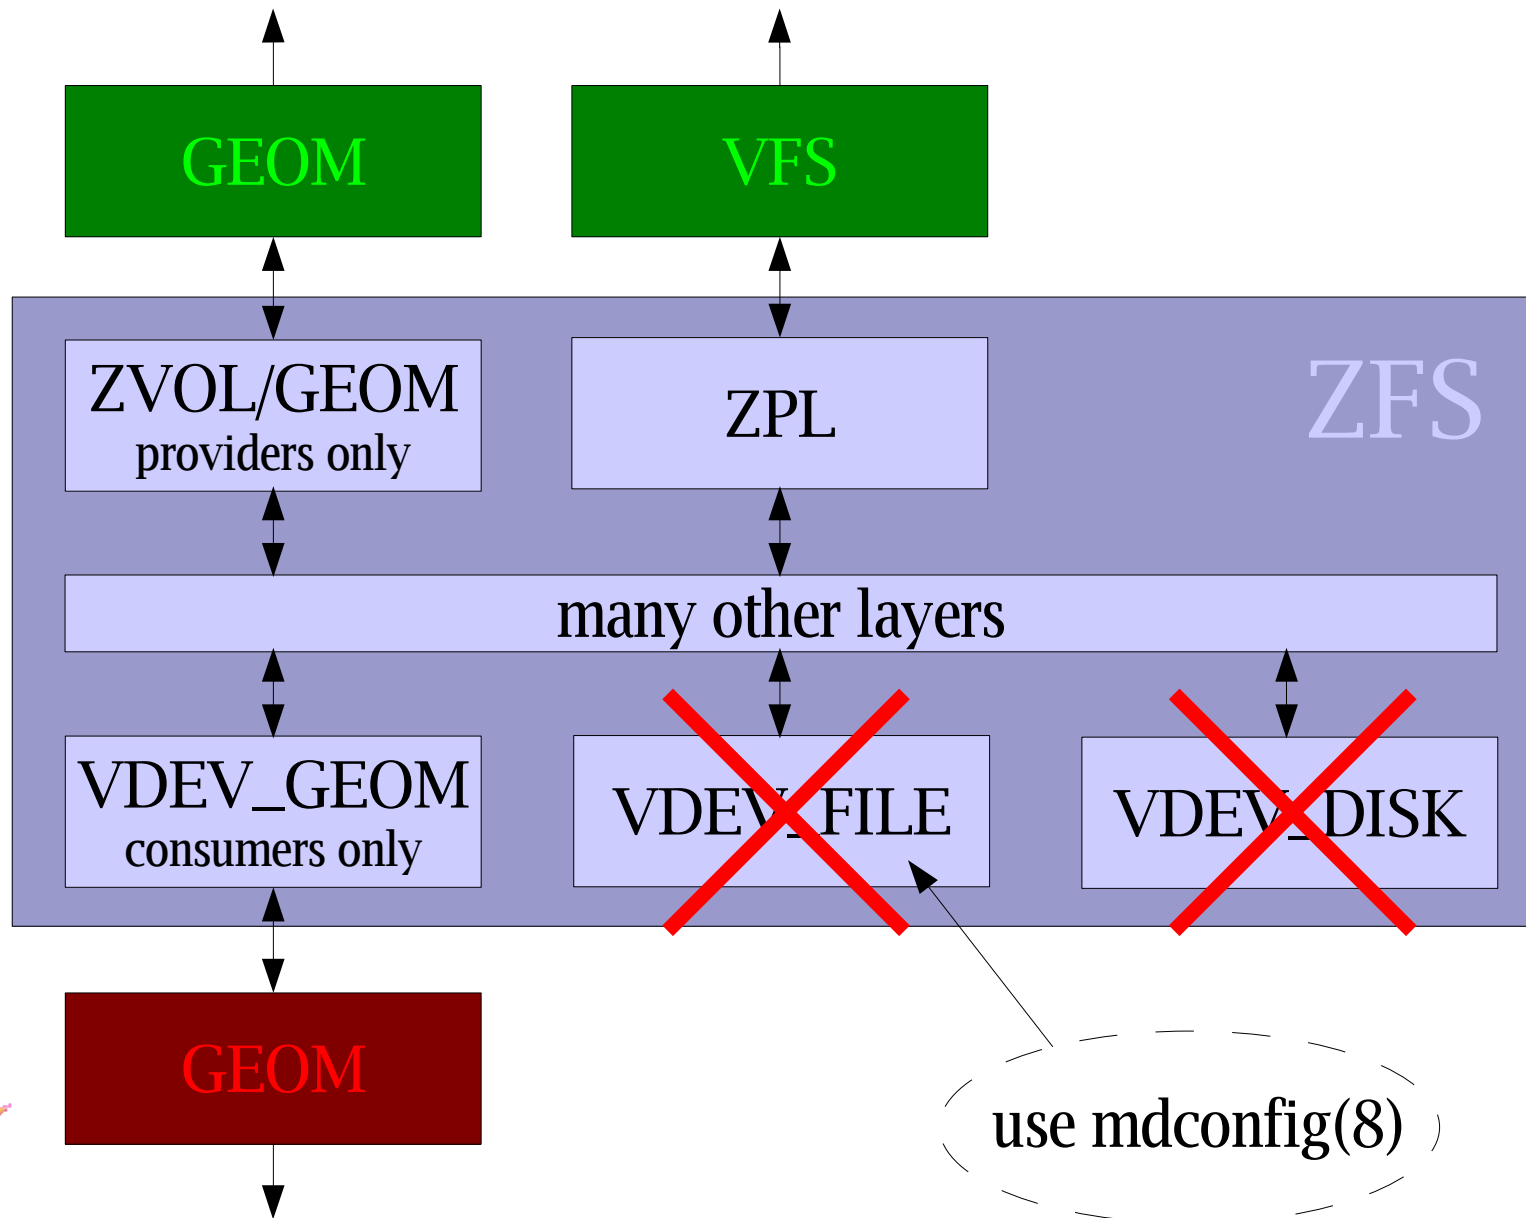 GEOM
VFS
ZFS
ZVOL/GEOM
providers only
ZPL
many other layers
VDEV_GEOM
consumers only
VDEV_FILE
VDEV_DISK
GEOM
use mdconfig(8)